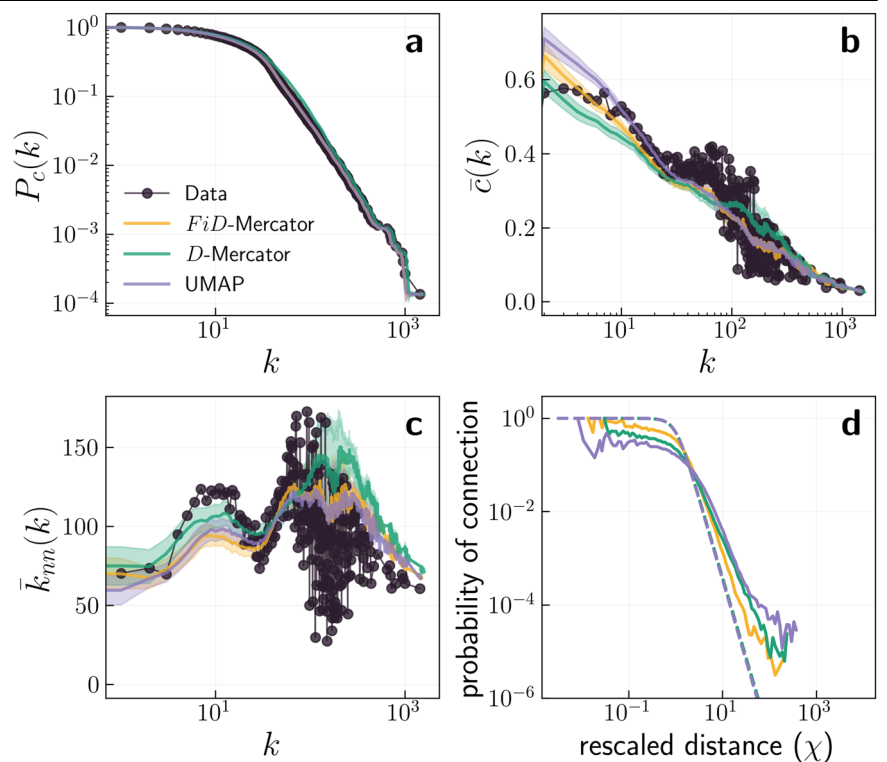 a
P_c(k)
10^0
10^{-1}
10^{-2}
10^{-3}
10^{-4}
Data
FiD-Mercator
D-Mercator
UMAP
10^1
10^3
k
b
c̄(k)
0.6
0.4
0.2
0.0
10^1
10^2
10^3
k
c
k̄_{nn}(k)
150
100
50
0
10^1
10^3
k
d
probability of connection
10^0
10^{-2}
10^{-4}
10^{-6}
10^{-1}
10^1
10^3
rescaled distance (χ)